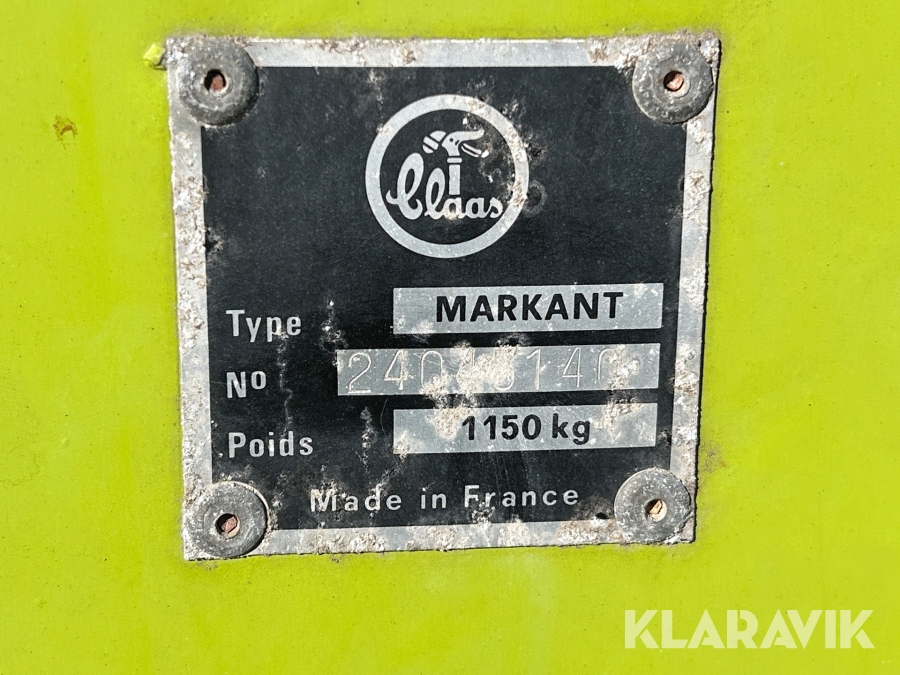 Claas
Type MARKANT
Nº
Poids 1150 kg
Made in France
KLARAVIK